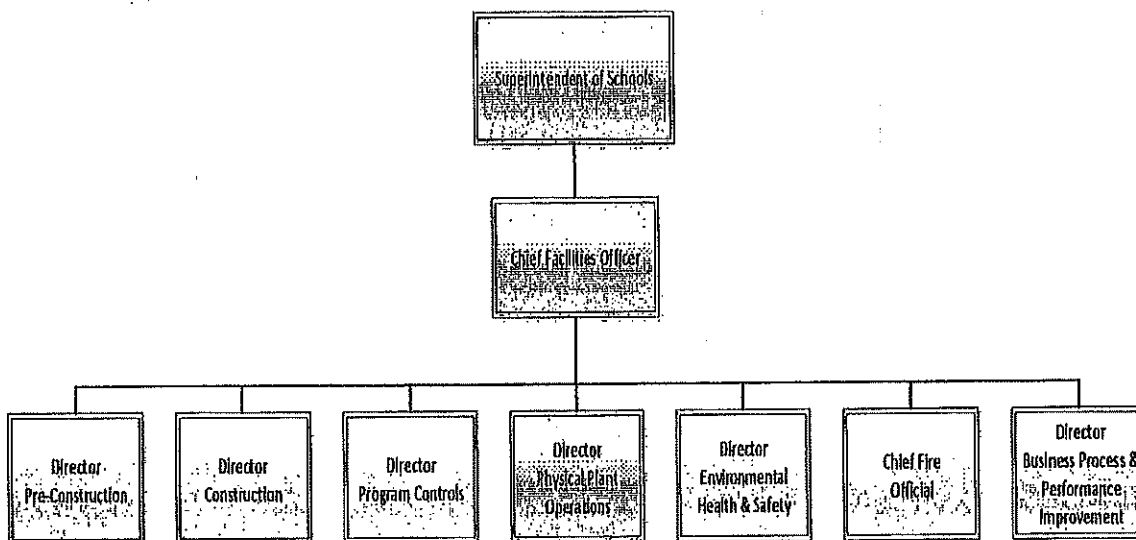 Superintendent of Schools
Chief Facilities Officer
Director
Pre-Construction
Director
Construction
Director
Program Controls
Director
Physical Plant
Operations
Director
Environmental
Health & Safety
Chief Fire
Official
Director
Business Process &
Performance
Improvement